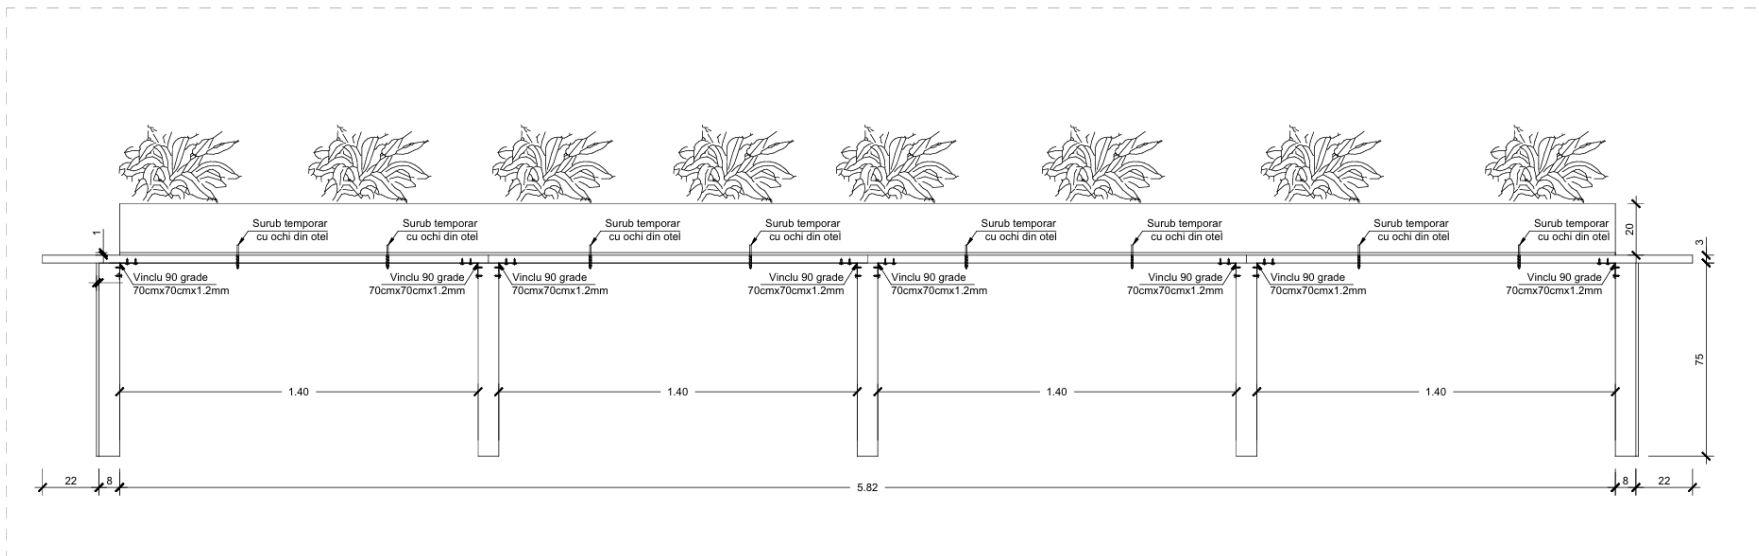 Surub temporar
cu ochi din otel
Surub temporar
cu ochi din otel
Surub temporar
cu ochi din otel
Surub temporar
cu ochi din otel
Surub temporar
cu ochi din otel
Surub temporar
cu ochi din otel
Surub temporar
cu ochi din otel
Surub temporar
cu ochi din otel
1
20
3
Vinclu 90 grade
70cmx70cmx1.2mm
Vinclu 90 grade
70cmx70cmx1.2mm
Vinclu 90 grade
70cmx70cmx1.2mm
Vinclu 90 grade
70cmx70cmx1.2mm
Vinclu 90 grade
70cmx70cmx1.2mm
Vinclu 90 grade
70cmx70cmx1.2mm
Vinclu 90 grade
70cmx70cmx1.2mm
Vinclu 90 grade
70cmx70cmx1.2mm
75
1.40
1.40
1.40
1.40
22
8
5.82
8
22